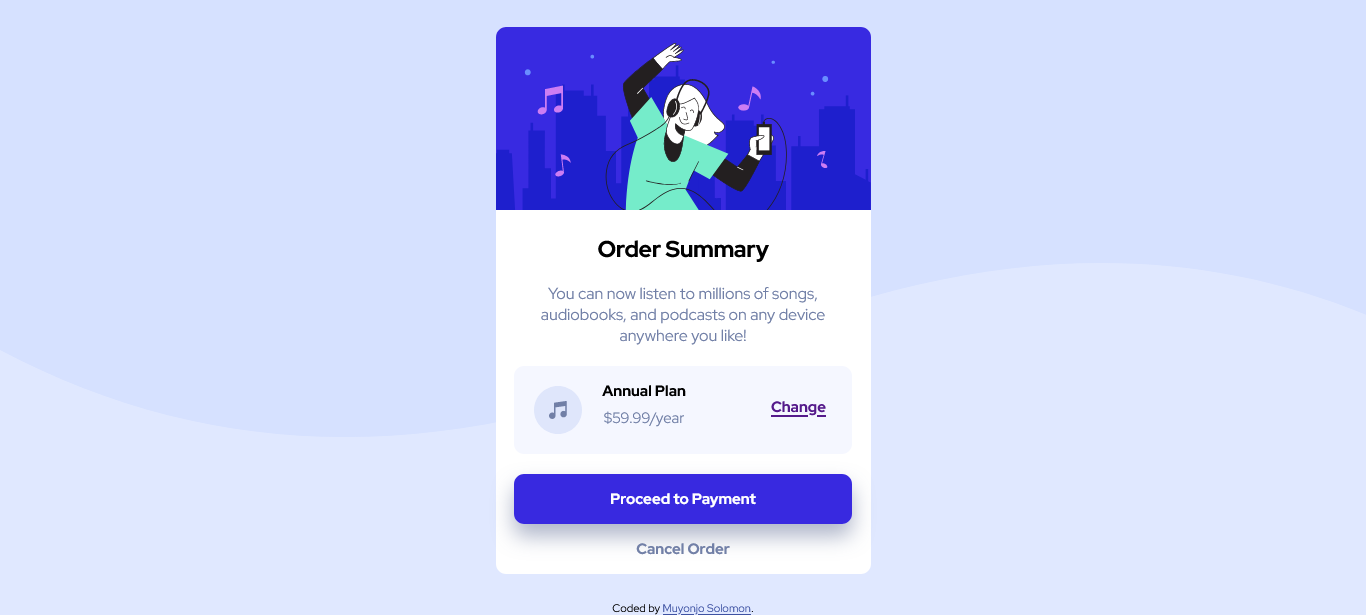 Order Summary
You can now listen to millions of songs,
audiobooks, and podcasts on any device
anywhere you like!
Annual Plan
$59.99/year
Change
Proceed to Payment
Cancel Order
Coded by Muyonjo Solomon.